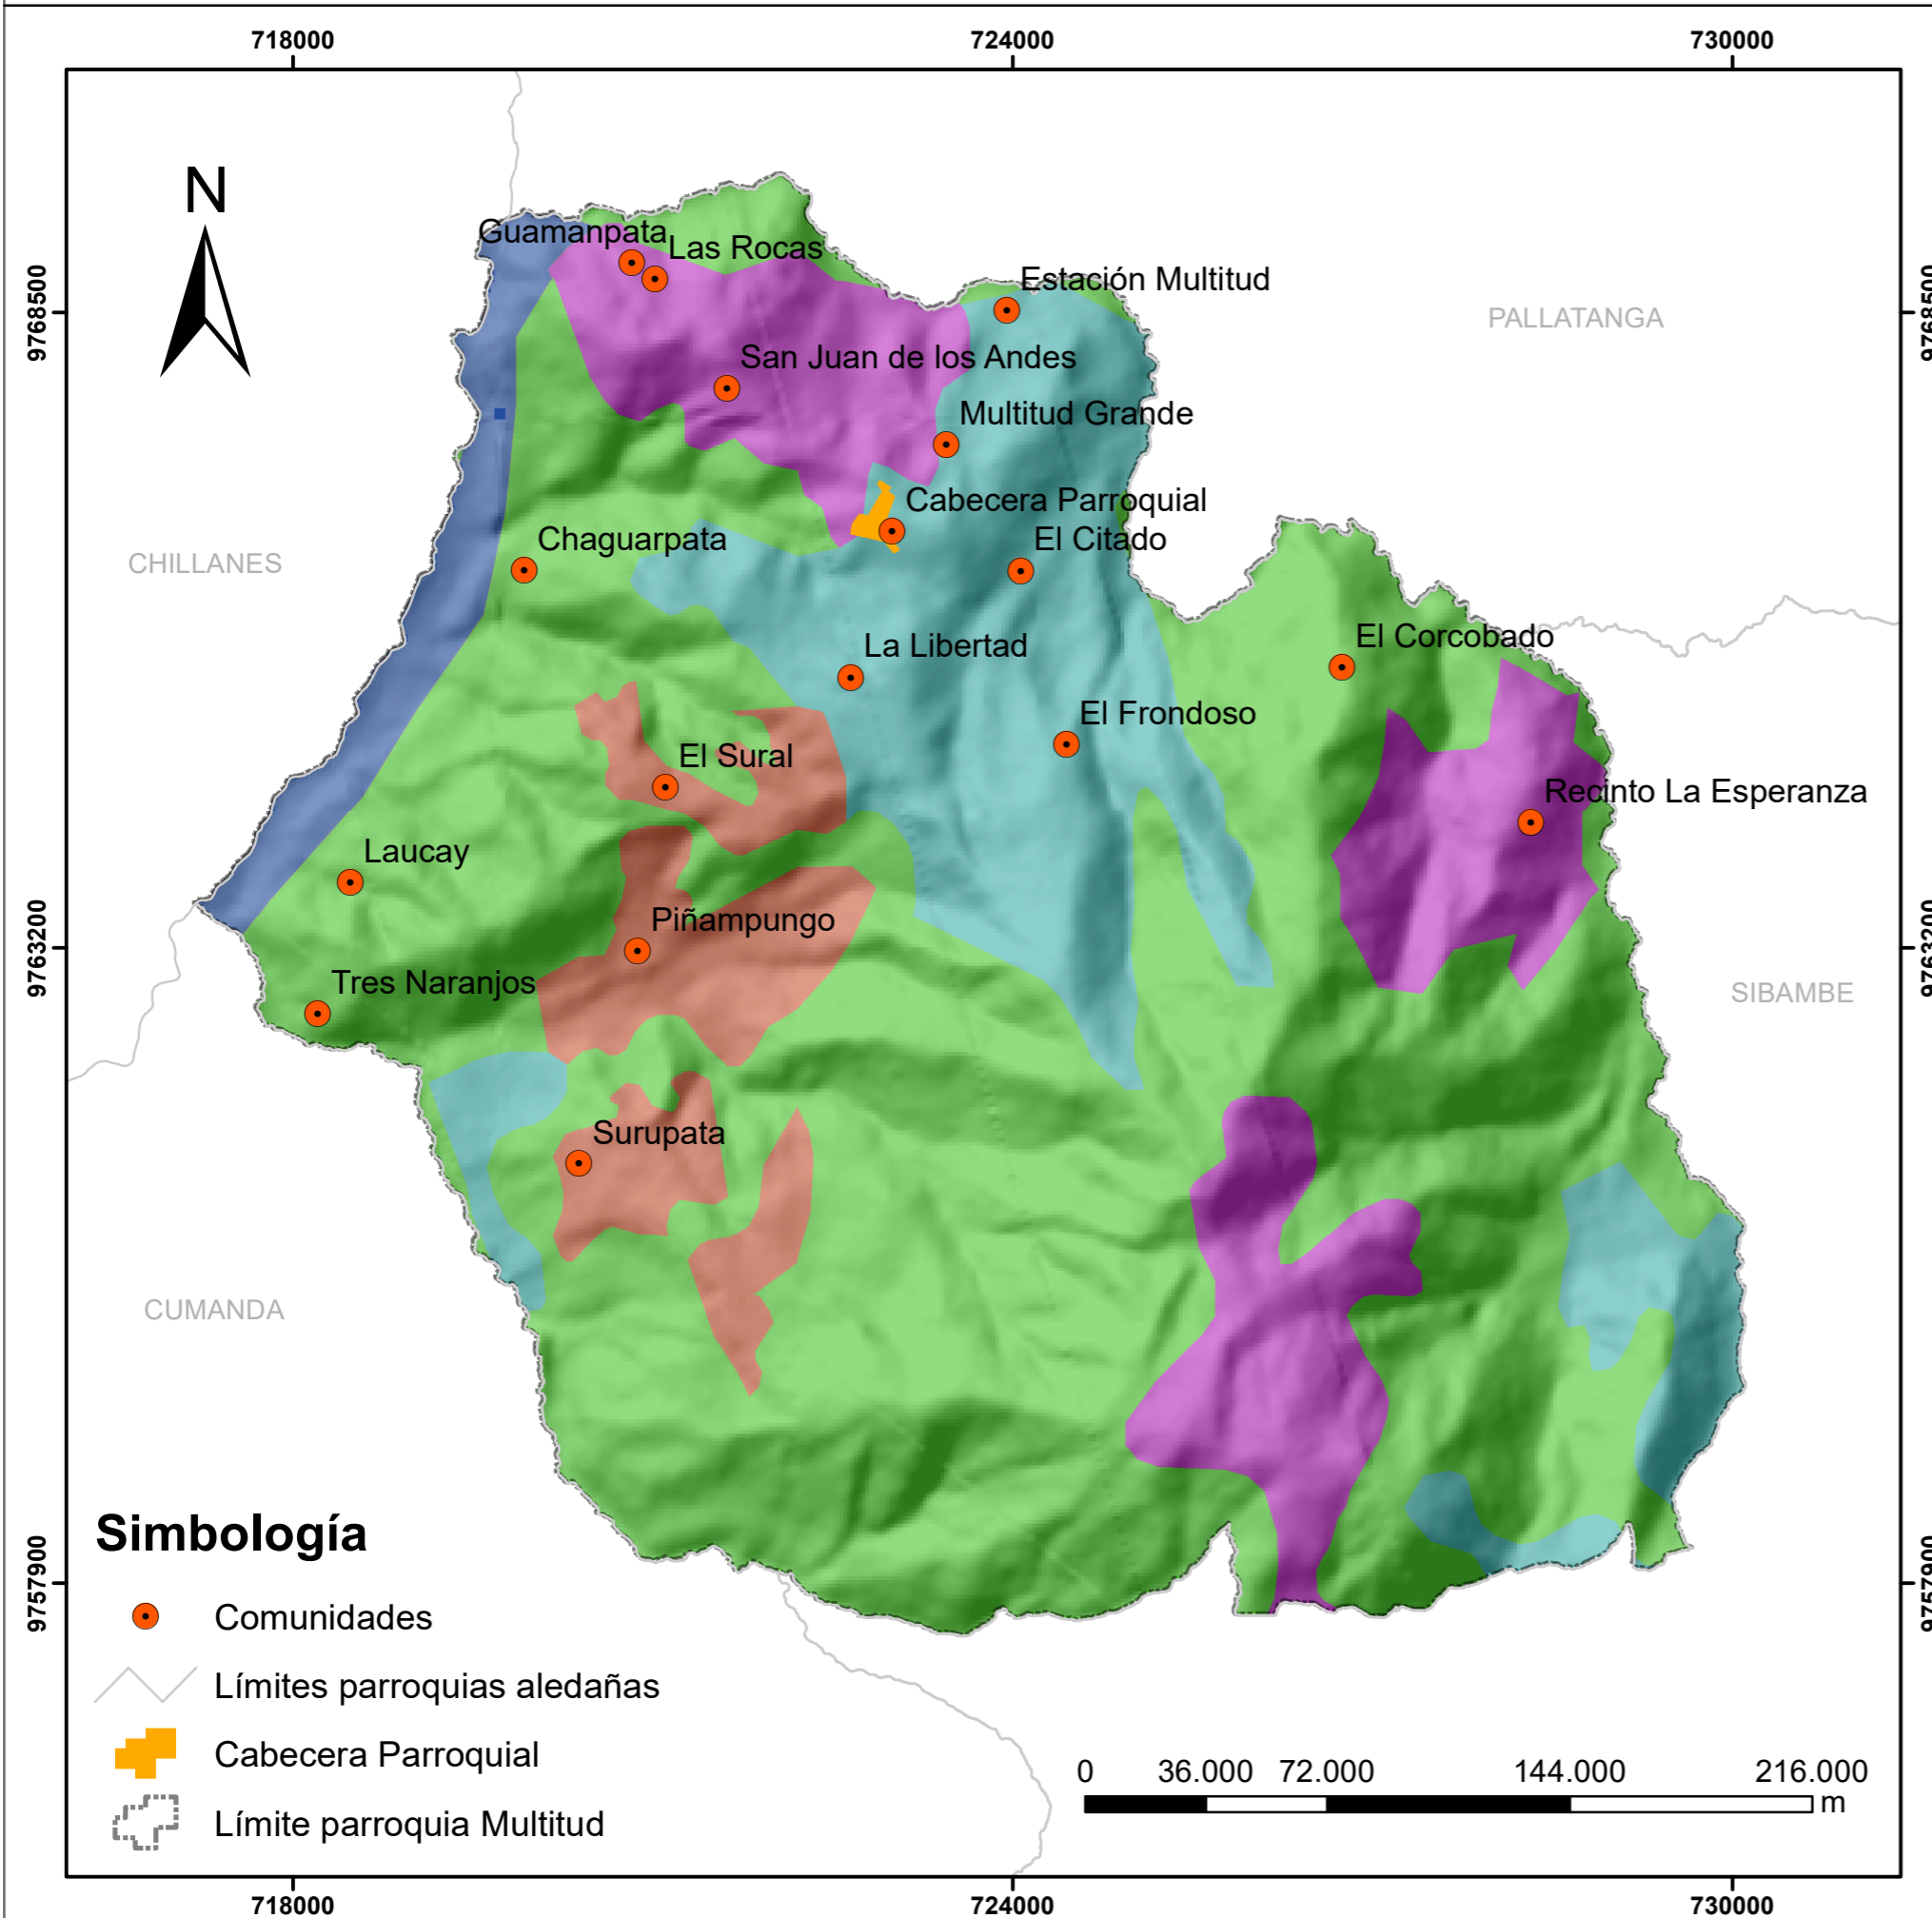 718000
724000
730000
N
9768500
9768500
Guamanpata
Las Rocas
Estación Multitud
PALLATANGA
San Juan de los Andes
Multitud Grande
Cabecera Parroquial
CHILLANES
Chaguarpata
El Citado
La Libertad
El Corcobado
El Frondoso
El Sural
Recinto La Esperanza
Laucay
Piñampungo
9763200
9763200
Tres Naranjos
SIBAMBE
Surupata
CUMANDA
9757900
9757900
Simbología
Comunidades
Límites parroquias aledañas
Cabecera Parroquial
Límite parroquia Multitud
0 36.000 72.000 144.000 216.000
m
718000
724000
730000